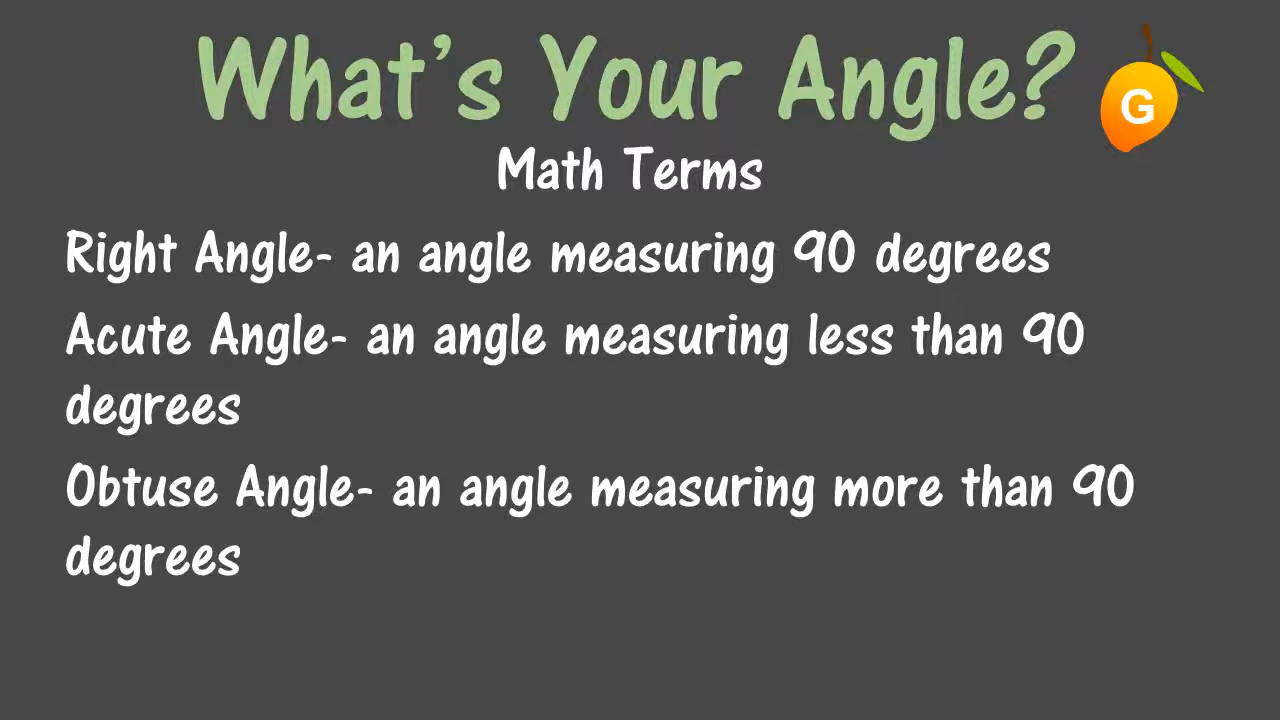 What’s Your Angle?
G
Math Terms
Right Angle- an angle measuring 90 degrees
Acute Angle- an angle measuring less than 90
degrees
Obtuse Angle- an angle measuring more than 90
degrees